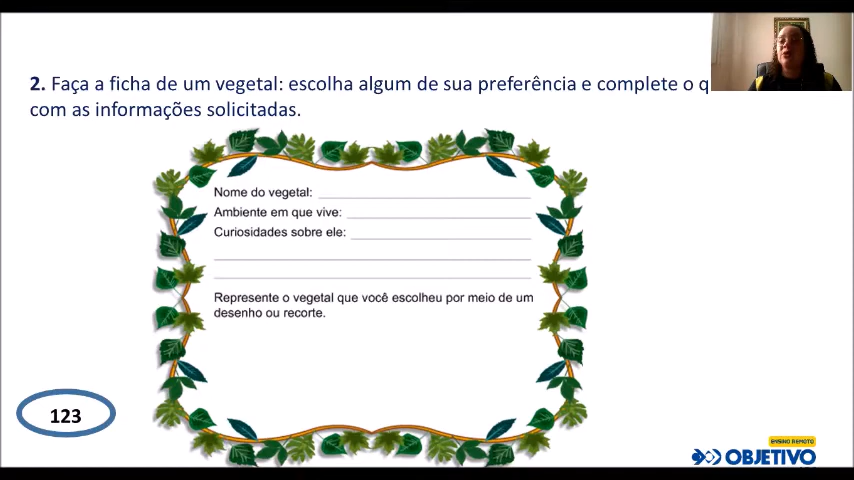 2. Faça a ficha de um vegetal: escolha algum de sua preferência e complete o q
com as informações solicitadas.
Nome do vegetal:
Ambiente em que vive:
Curiosidades sobre ele:
Represente o vegetal que você escolheu por meio de um
desenho ou recorte.
123
ENSINO REMOTO
OBJETIVO